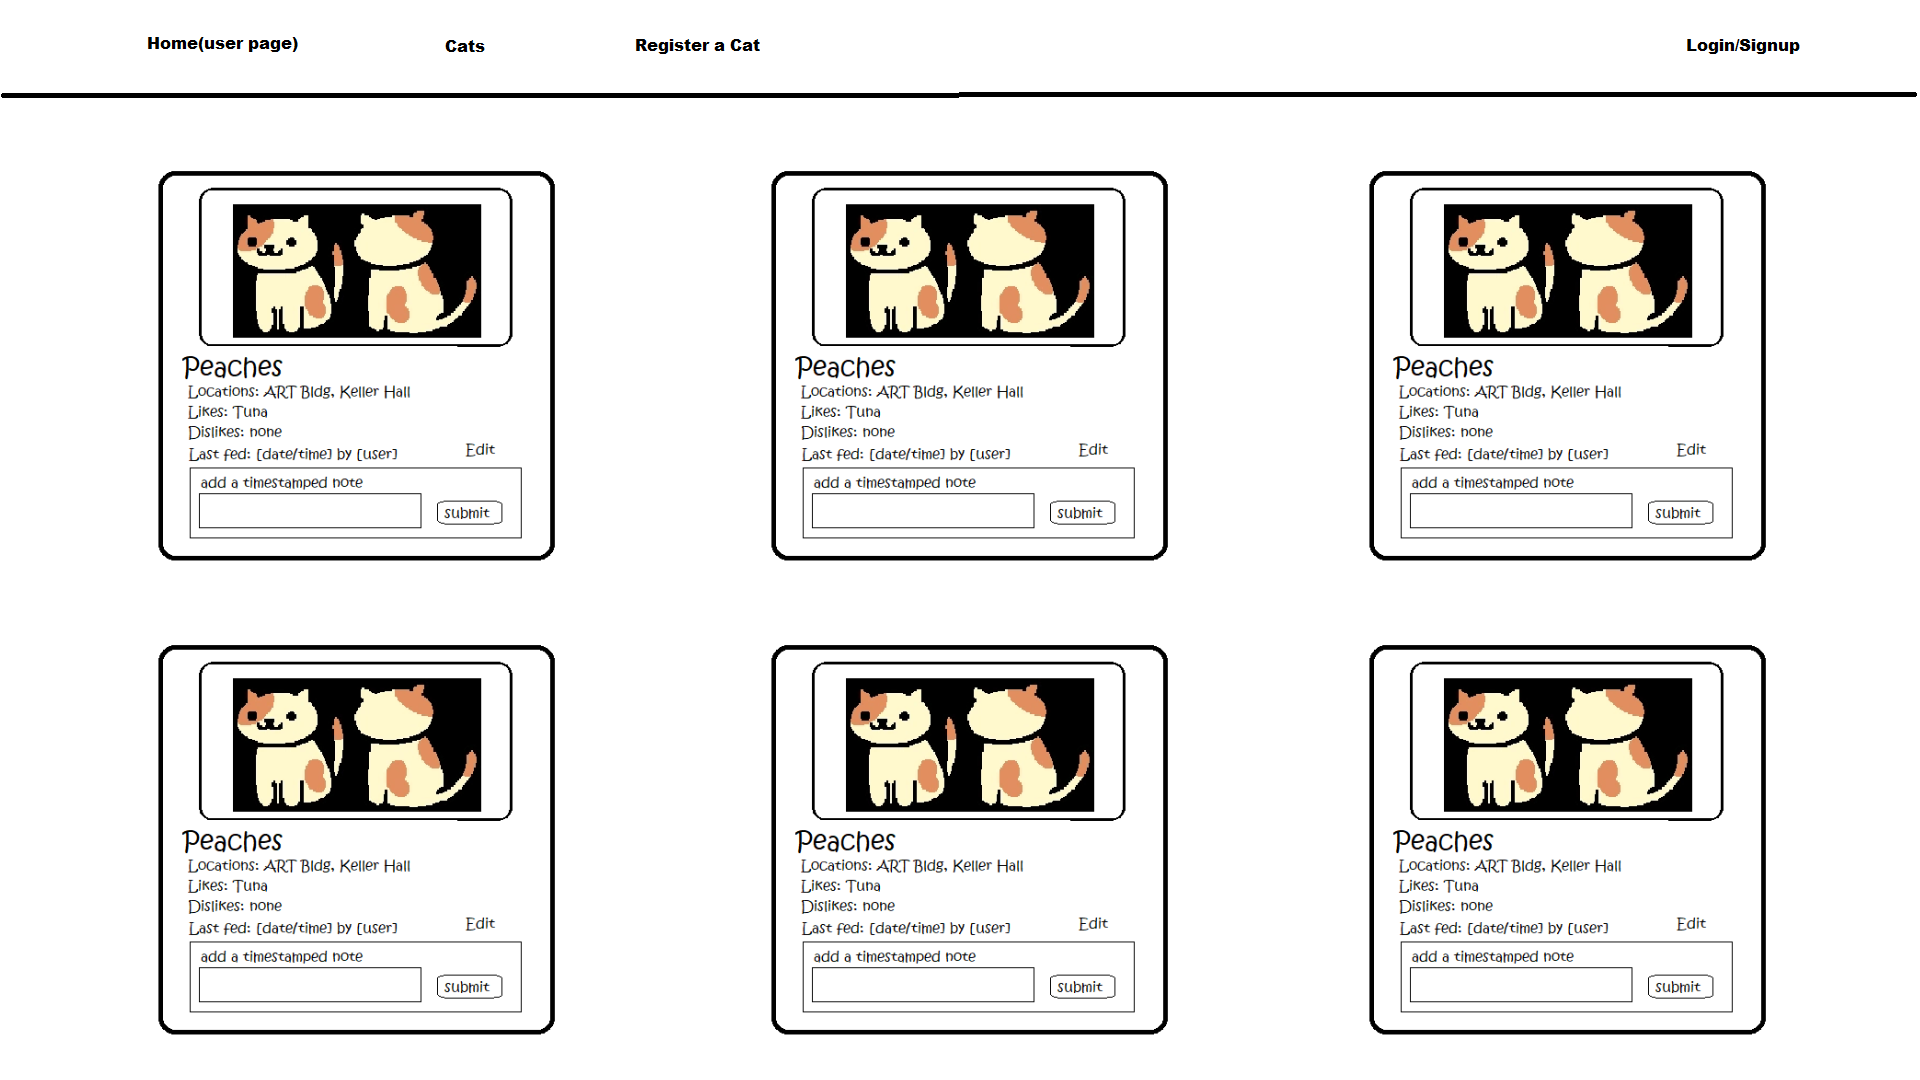 Home(user page) Cats Register a Cat Login/Signup
Peaches
Locations: ART Bldg, Keller Hall
Likes: Tuna
Dislikes: none
Last fed: [date/time] by [user] Edit
add a timestamped note
submit
Peaches
Locations: ART Bldg, Keller Hall
Likes: Tuna
Dislikes: none
Last fed: [date/time] by [user] Edit
add a timestamped note
submit
Peaches
Locations: ART Bldg, Keller Hall
Likes: Tuna
Dislikes: none
Last fed: [date/time] by [user] Edit
add a timestamped note
submit
Peaches
Locations: ART Bldg, Keller Hall
Likes: Tuna
Dislikes: none
Last fed: [date/time] by [user] Edit
add a timestamped note
submit
Peaches
Locations: ART Bldg, Keller Hall
Likes: Tuna
Dislikes: none
Last fed: [date/time] by [user] Edit
add a timestamped note
submit
Peaches
Locations: ART Bldg, Keller Hall
Likes: Tuna
Dislikes: none
Last fed: [date/time] by [user] Edit
add a timestamped note
submit